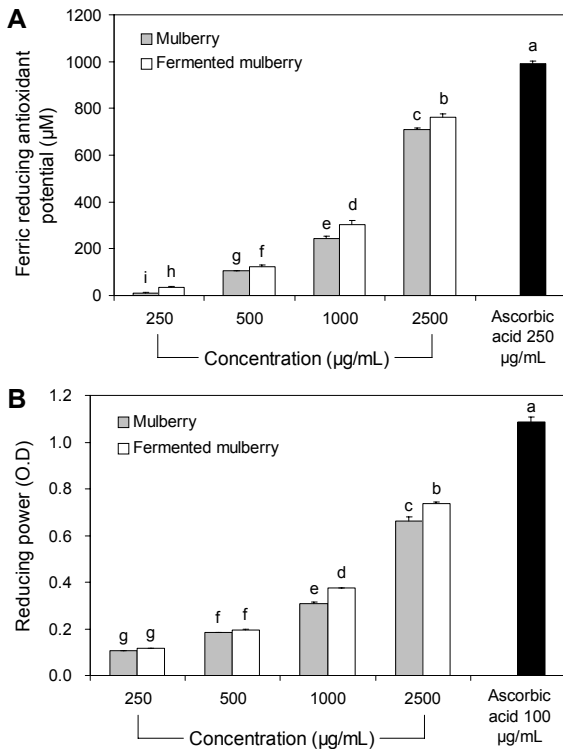 A
Ferric reducing antioxidant
potential (µM)
1200
1000
800
600
400
200
0
Mulberry
Fermented mulberry
i
h
g
f
e
d
c
b
a
250
500
1000
2500
Ascorbic
acid 250
µg/mL
Concentration (µg/mL)
B
Reducing power (O.D)
1.2
1.0
0.8
0.6
0.4
0.2
0.0
Mulberry
Fermented mulberry
g
g
f
f
e
d
c
b
a
250
500
1000
2500
Ascorbic
acid 100
µg/mL
Concentration (µg/mL)